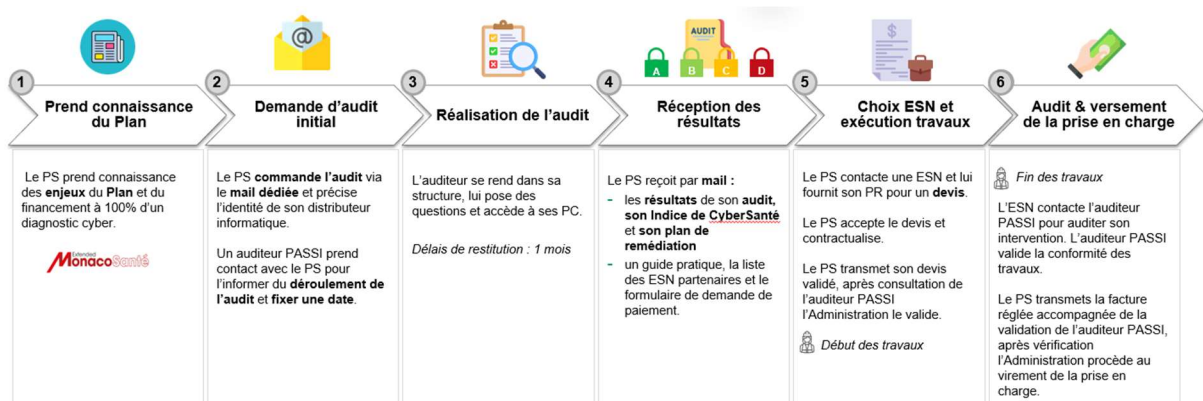 1
Prend connaissance
du Plan
Le PS prend connaissance
des enjeux du Plan et du
financement à 100% d'un
diagnostic cyber.
Extended
MonacoSanté
2
Demande d'audit
initial
Le PS commande l'audit via
le mail dédiée et précise
l'identité de son distributeur
informatique.
Un auditeur PASSI prend
contact avec le PS pour
l'informer du déroulement de
l'audit et fixer une date.
3
Réalisation de l'audit
L'auditeur se rend dans sa
structure, lui pose des
questions et accède à ses PC.
Délais de restitution : 1 mois
AUDIT
A
B
C
D
4
Réception des
résultats
Le PS reçoit par mail :
- les résultats de son audit,
son Indice de CyberSanté
et son plan de
remédiation
- un guide pratique, la liste
des ESN partenaires et le
formulaire de demande de
paiement.
5
Choix ESN et
exécution travaux
Le PS contacte une ESN et lui
fournit son PR pour un devis.
Le PS accepte le devis et
contractualise.
Le PS transmet son devis
validé, après consultation de
l'auditeur PASSI
l'Administration le valide.
Début des travaux
6
Audit & versement
de la prise en charge
Fin des travaux
L'ESN contacte l'auditeur
PASSI pour auditer son
intervention. L'auditeur PASSI
valide la conformité des
travaux.
Le PS transmets la facture
réglée accompagnée de la
validation de l'auditeur PASSI,
après vérification
l'Administration procède au
virement de la prise en
charge.